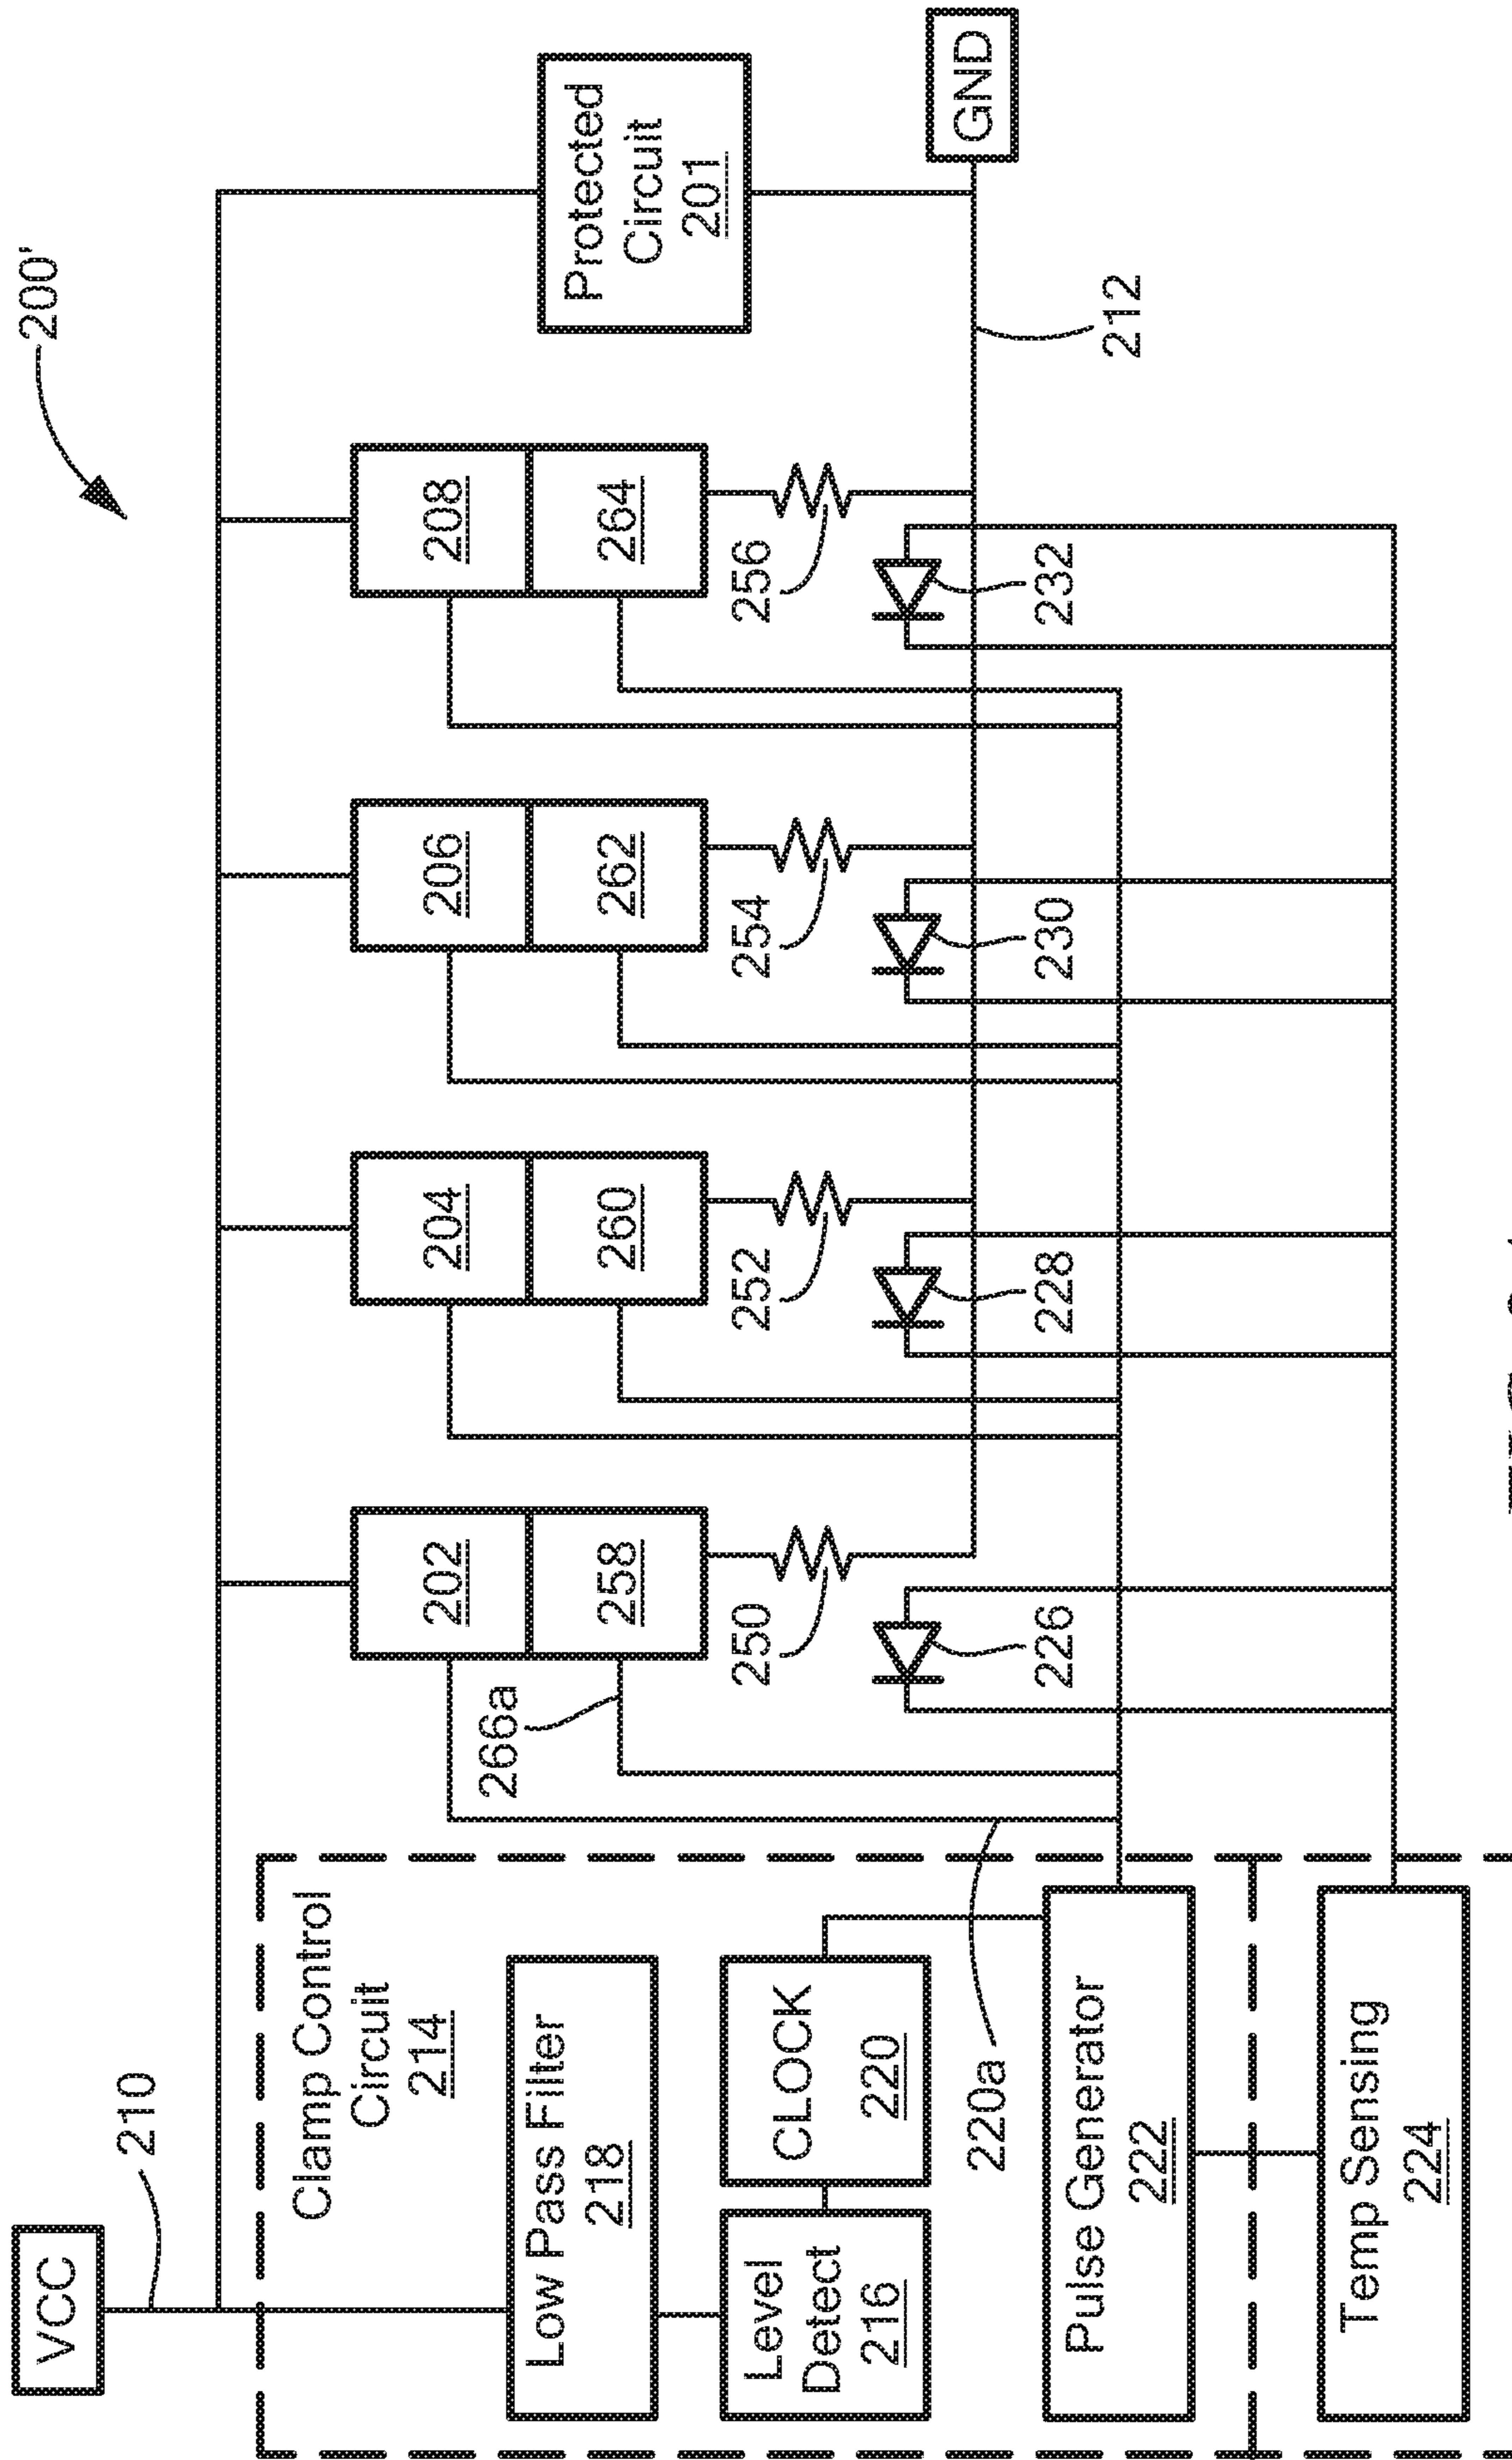 200'
VCC
210
Clamp Control
Circuit
214
Low Pass Filter
218
Level
Detect
216
CLOCK
220
Pulse Generator
222
Temp Sensing
224
220a
266a
202
258
250
226
204
260
252
228
206
262
254
230
208
264
256
232
Protected
Circuit
201
212
GND